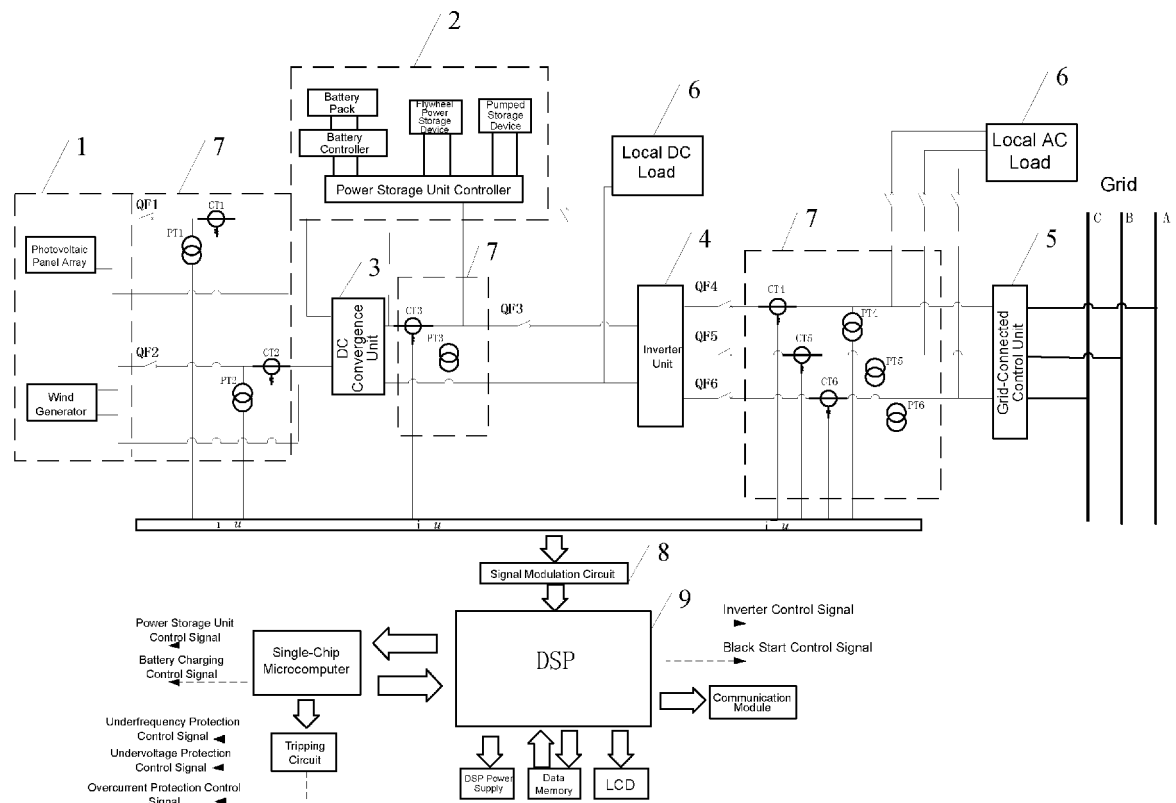 2
Battery
Pack
Battery
Controller
Flywheel
Power
Storage
Device
Pumped
Storage
Device
Power Storage Unit Controller
6
Local DC
Load
6
Local AC
Load
Grid
C
B
A
1
7
QF1
CT1
PT1
Photovoltaic
Panel Array
QF2
CT2
PT2
Wind
Generator
3
DC
Convergence
Unit
7
CT3
PT3
QF3
4
Inverter
Unit
QF4
QF5
QF6
7
CT4
PT4
CT5
PT5
CT6
PT6
5
Grid-Connected
Control Unit
i u
i u
i u
Signal Modulation Circuit
8
9
DSP
Inverter Control Signal
Black Start Control Signal
Communication
Module
Power Storage Unit
Control Signal
Battery Charging
Control Signal
Single-Chip
Microcomputer
Underfrequency Protection
Control Signal
Undervoltage Protection
Control Signal
Overcurrent Protection Control
Signal
Tripping
Circuit
DSP Power
Supply
Data
Memory
LCD